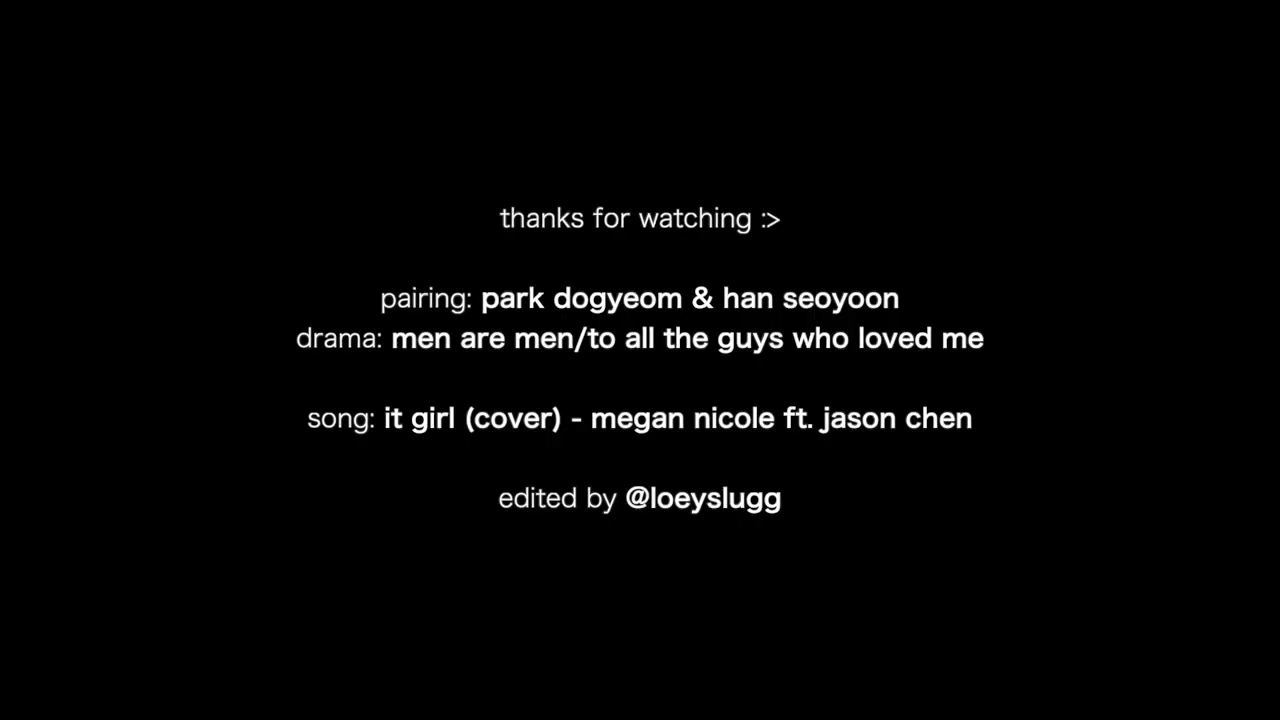 thanks for watching :>
pairing: park dogyeom & han seoyoon
drama: men are men/to all the guys who loved me
song: it girl (cover) - megan nicole ft. jason chen
edited by @loeyslugg